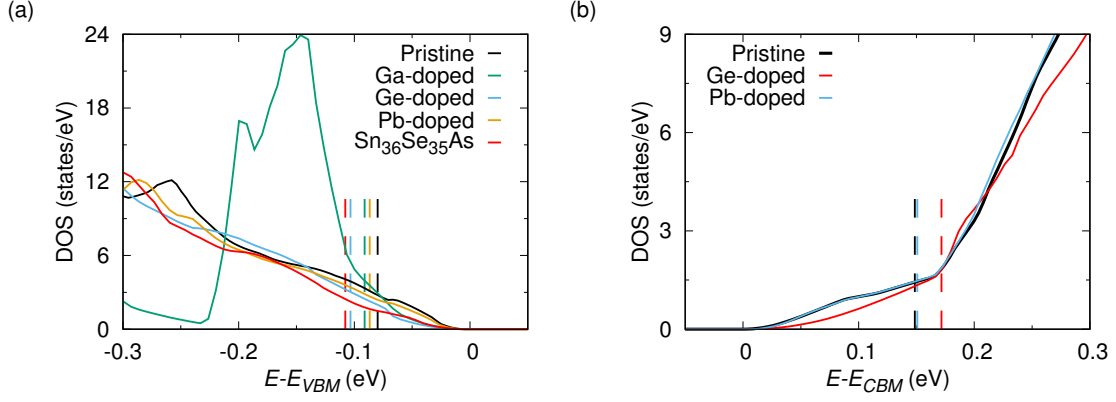 (a)
DOS (states/eV)
24
18
12
6
0
-0.3
-0.2
-0.1
0
E-E_VBM (eV)
Pristine
Ga-doped
Ge-doped
Pb-doped
Sn36Se35As
(b)
DOS (states/eV)
9
6
3
0
0
0.1
0.2
0.3
E-E_CBM (eV)
Pristine
Ge-doped
Pb-doped